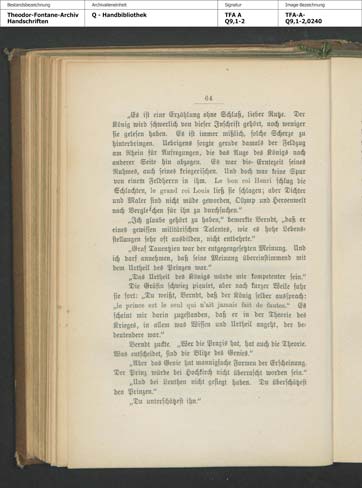 Bestandsbezeichnung
Archivalieneinheit
Signatur
Image-Bezeichnung
Theodor-Fontane-Archiv
Handschriften
Q - Handbibliothek
TFA A
Q9,1-2
TFA-A-
Q9,1-2,0240
64
„Es ist eine Erzählung ohne Schluß, lieber Rutze. Der
König wird schwerlich von dieser Inschrift gehört, noch weniger
sie gelesen haben. Es ist immer mißlich, solche Scherze zu
hinterbringen. Uebrigens sorgte gerade damals der Feldzug
am Rhein für Aufregungen, die das Auge des Königs nach
anderer Seite hin abzogen. Es war die Erntezeit seines
Ruhmes, auch seines kriegerischen. Und doch war keine Spur
von einem Feldherrn in ihm. Le bon roi Henri schlug die
Schlachten, le grand roi Louis ließ sie schlagen; aber Dichter
und Maler sind nicht müde geworden, Olymp und Heroenwelt
nach Vergleichen für ihn zu durchsuchen."
„Ich glaube gehört zu haben," bemerkte Berndt, „daß er
eines gewissen militärischen Talentes, wie es hohe Lebens-
stellungen sehr oft ausbilden, nicht entbehrte."
„Graf Tauentzien war der entgegengesetzten Meinung. Und
ich darf annehmen, daß seine Meinung übereinstimmend mit
dem Urtheil des Prinzen war."
„Das Urtheil des Königs würde mir kompetenter sein."
Die Gräfin schwieg piquirt, aber nach kurzer Weile fuhr
sie fort: „Du weißt, Berndt, daß der König selber aussprach:
‚le prince est le seul qui n'ait jamais fait de fautes.' Es
scheint mir darin zugestanden, daß er in der Theorie des
Krieges, in allem was Wissen und Urtheil angeht, der be-
deutendere war."
Berndt zuckte. „Wer die Praxis hat, hat auch die Theorie.
Was entscheidet, sind die Blitze des Genies."
„Aber das Genie hat mannigfache Formen der Erscheinung.
Der Prinz würde bei Hochkirch nicht überrascht worden sein."
„Und bei Leuthen nicht gesiegt haben. Du überschätzest
den Prinzen."
„Du unterschätzest ihn."